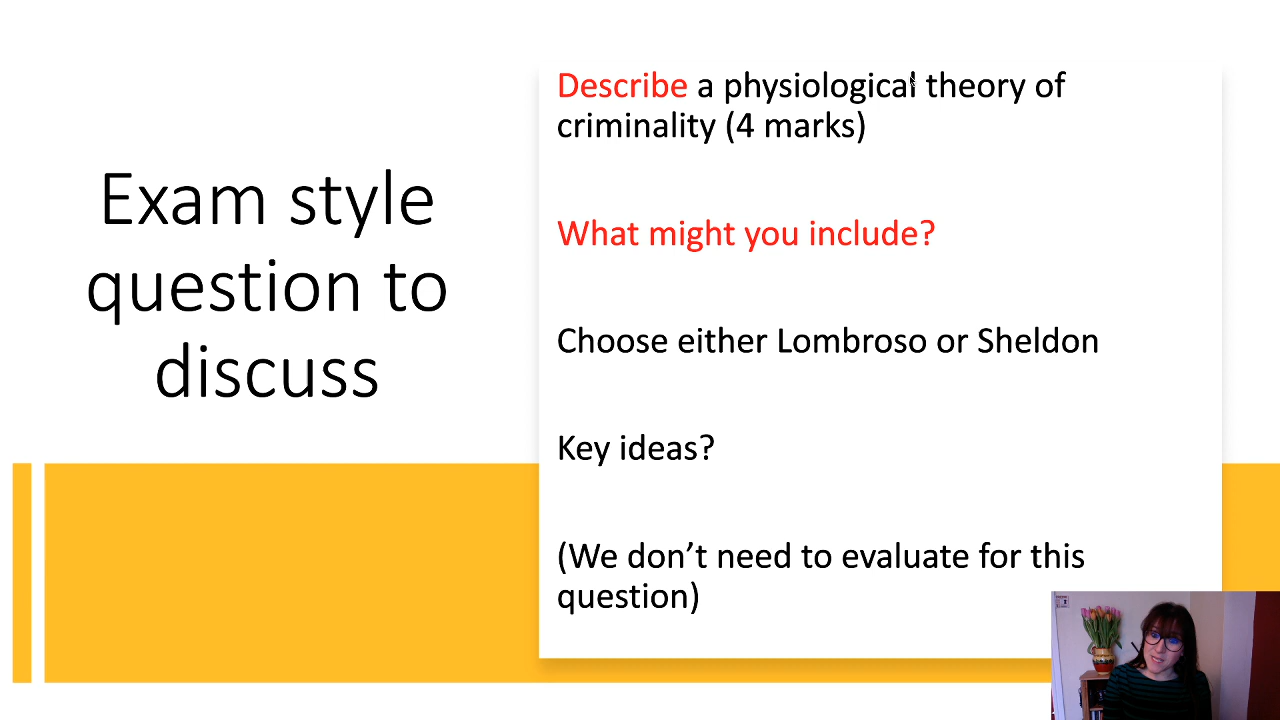 Exam style
question to
discuss
Describe a physiological theory of
criminality (4 marks)
What might you include?
Choose either Lombroso or Sheldon
Key ideas?
(We don’t need to evaluate for this
question)